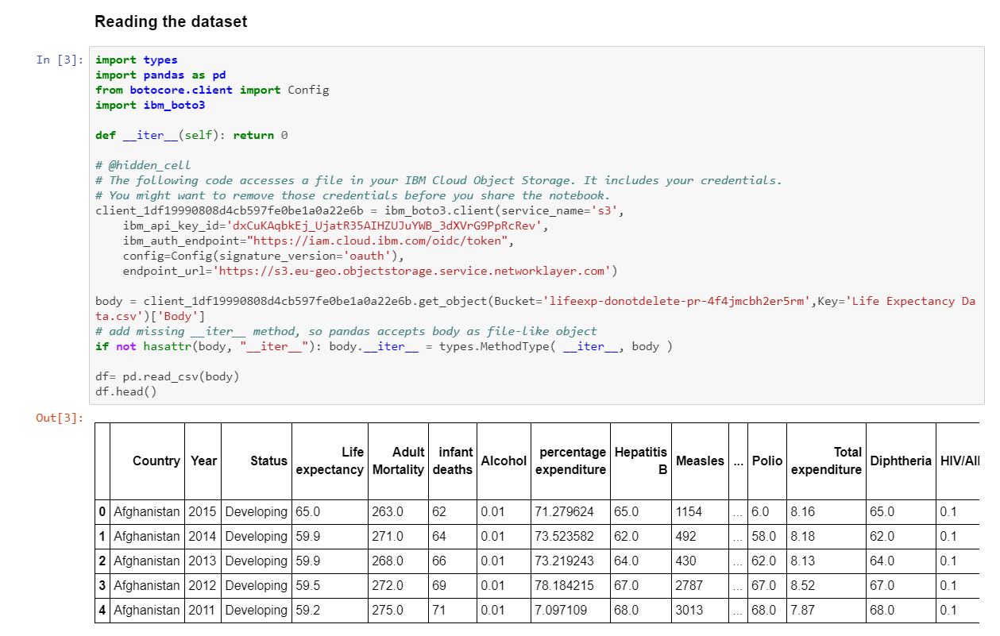 Reading the dataset
In [3]:
import types
import pandas as pd
from botocore.client import Config
import ibm_boto3
def __iter__(self): return 0
# @hidden_cell
# The following code accesses a file in your IBM Cloud Object Storage. It includes your credentials.
# You might want to remove those credentials before you share the notebook.
client_1df19990808d4cb597fe0be1a0a22e6b = ibm_boto3.client(service_name='s3',
    ibm_api_key_id='dxCuKAqbkEj_UjatR35AIHZUJuYWB_3dXVrG9PpRcRev',
    ibm_auth_endpoint="https://iam.cloud.ibm.com/oidc/token",
    config=Config(signature_version='oauth'),
    endpoint_url='https://s3.eu-geo.objectstorage.service.networklayer.com')
body = client_1df19990808d4cb597fe0be1a0a22e6b.get_object(Bucket='lifeexp-donotdelete-pr-4f4jmcbh2er5rm',Key='Life Expectancy Da
ta.csv')['Body']
# add missing __iter__ method, so pandas accepts body as file-like object
if not hasattr(body, "__iter__"): body.__iter__ = types.MethodType( __iter__, body )
df= pd.read_csv(body)
df.head()
Out[3]:
Country Year Status Life expectancy Adult Mortality infant deaths Alcohol percentage expenditure Hepatitis B Measles ... Polio Total expenditure Diphtheria HIV/AI
0 Afghanistan 2015 Developing 65.0 263.0 62 0.01 71.279624 65.0 1154 ... 6.0 8.16 65.0 0.1
1 Afghanistan 2014 Developing 59.9 271.0 64 0.01 73.523582 62.0 492 ... 58.0 8.18 62.0 0.1
2 Afghanistan 2013 Developing 59.9 268.0 66 0.01 73.219243 64.0 430 ... 62.0 8.13 64.0 0.1
3 Afghanistan 2012 Developing 59.5 272.0 69 0.01 78.184215 67.0 2787 ... 67.0 8.52 67.0 0.1
4 Afghanistan 2011 Developing 59.2 275.0 71 0.01 7.097109 68.0 3013 ... 68.0 7.87 68.0 0.1